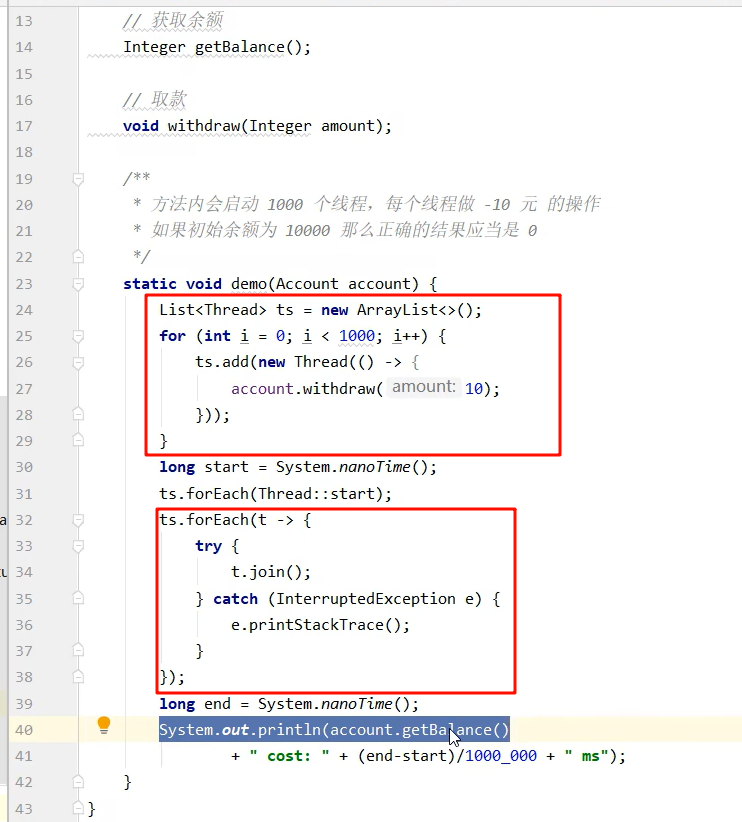 13 // 获取余额
14 Integer getBalance();
15
16 // 取款
17 void withdraw(Integer amount);
18
19 /**
20 * 方法内会启动 1000 个线程，每个线程做 -10 元 的操作
21 * 如果初始余额为 10000 那么正确的结果应当是 0
22 */
23 static void demo(Account account) {
24 List<Thread> ts = new ArrayList<>();
25 for (int i = 0; i < 1000; i++) {
26 ts.add(new Thread(() -> {
27 account.withdraw( amount: 10);
28 }));
29 }
30 long start = System.nanoTime();
31 ts.forEach(Thread::start);
32 ts.forEach(t -> {
33 try {
34 t.join();
35 } catch (InterruptedException e) {
36 e.printStackTrace();
37 }
38 });
39 long end = System.nanoTime();
40 System.out.println(account.getBalance()
41 + " cost: " + (end-start)/1000_000 + " ms");
42 }
43 }